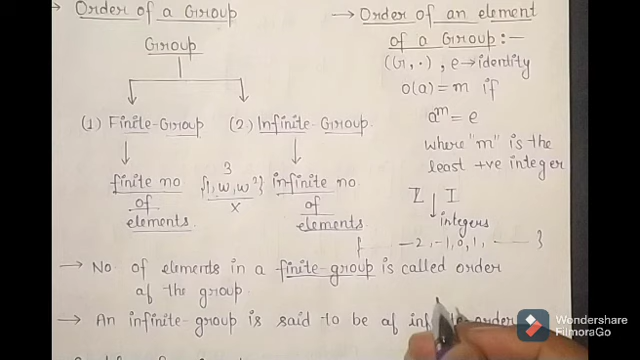 → Order of a Group
Group
(1) Finite-Group (2) Infinite-Group.
finite no of elements
3
{1, w, w²}
x
infinite no of elements
→ No. of elements in a finite-group is called order
of the group.
→ An infinite-group is said to be of order
→ Order of an element
of a Group:-
(G, .) , e→identity
o(a) = m if
aᵐ = e
where "m" is the
least +ve integer
Z I
integers
{ ...... -2, -1, 0, 1, ...... }
Wondershare
FilmoraGo